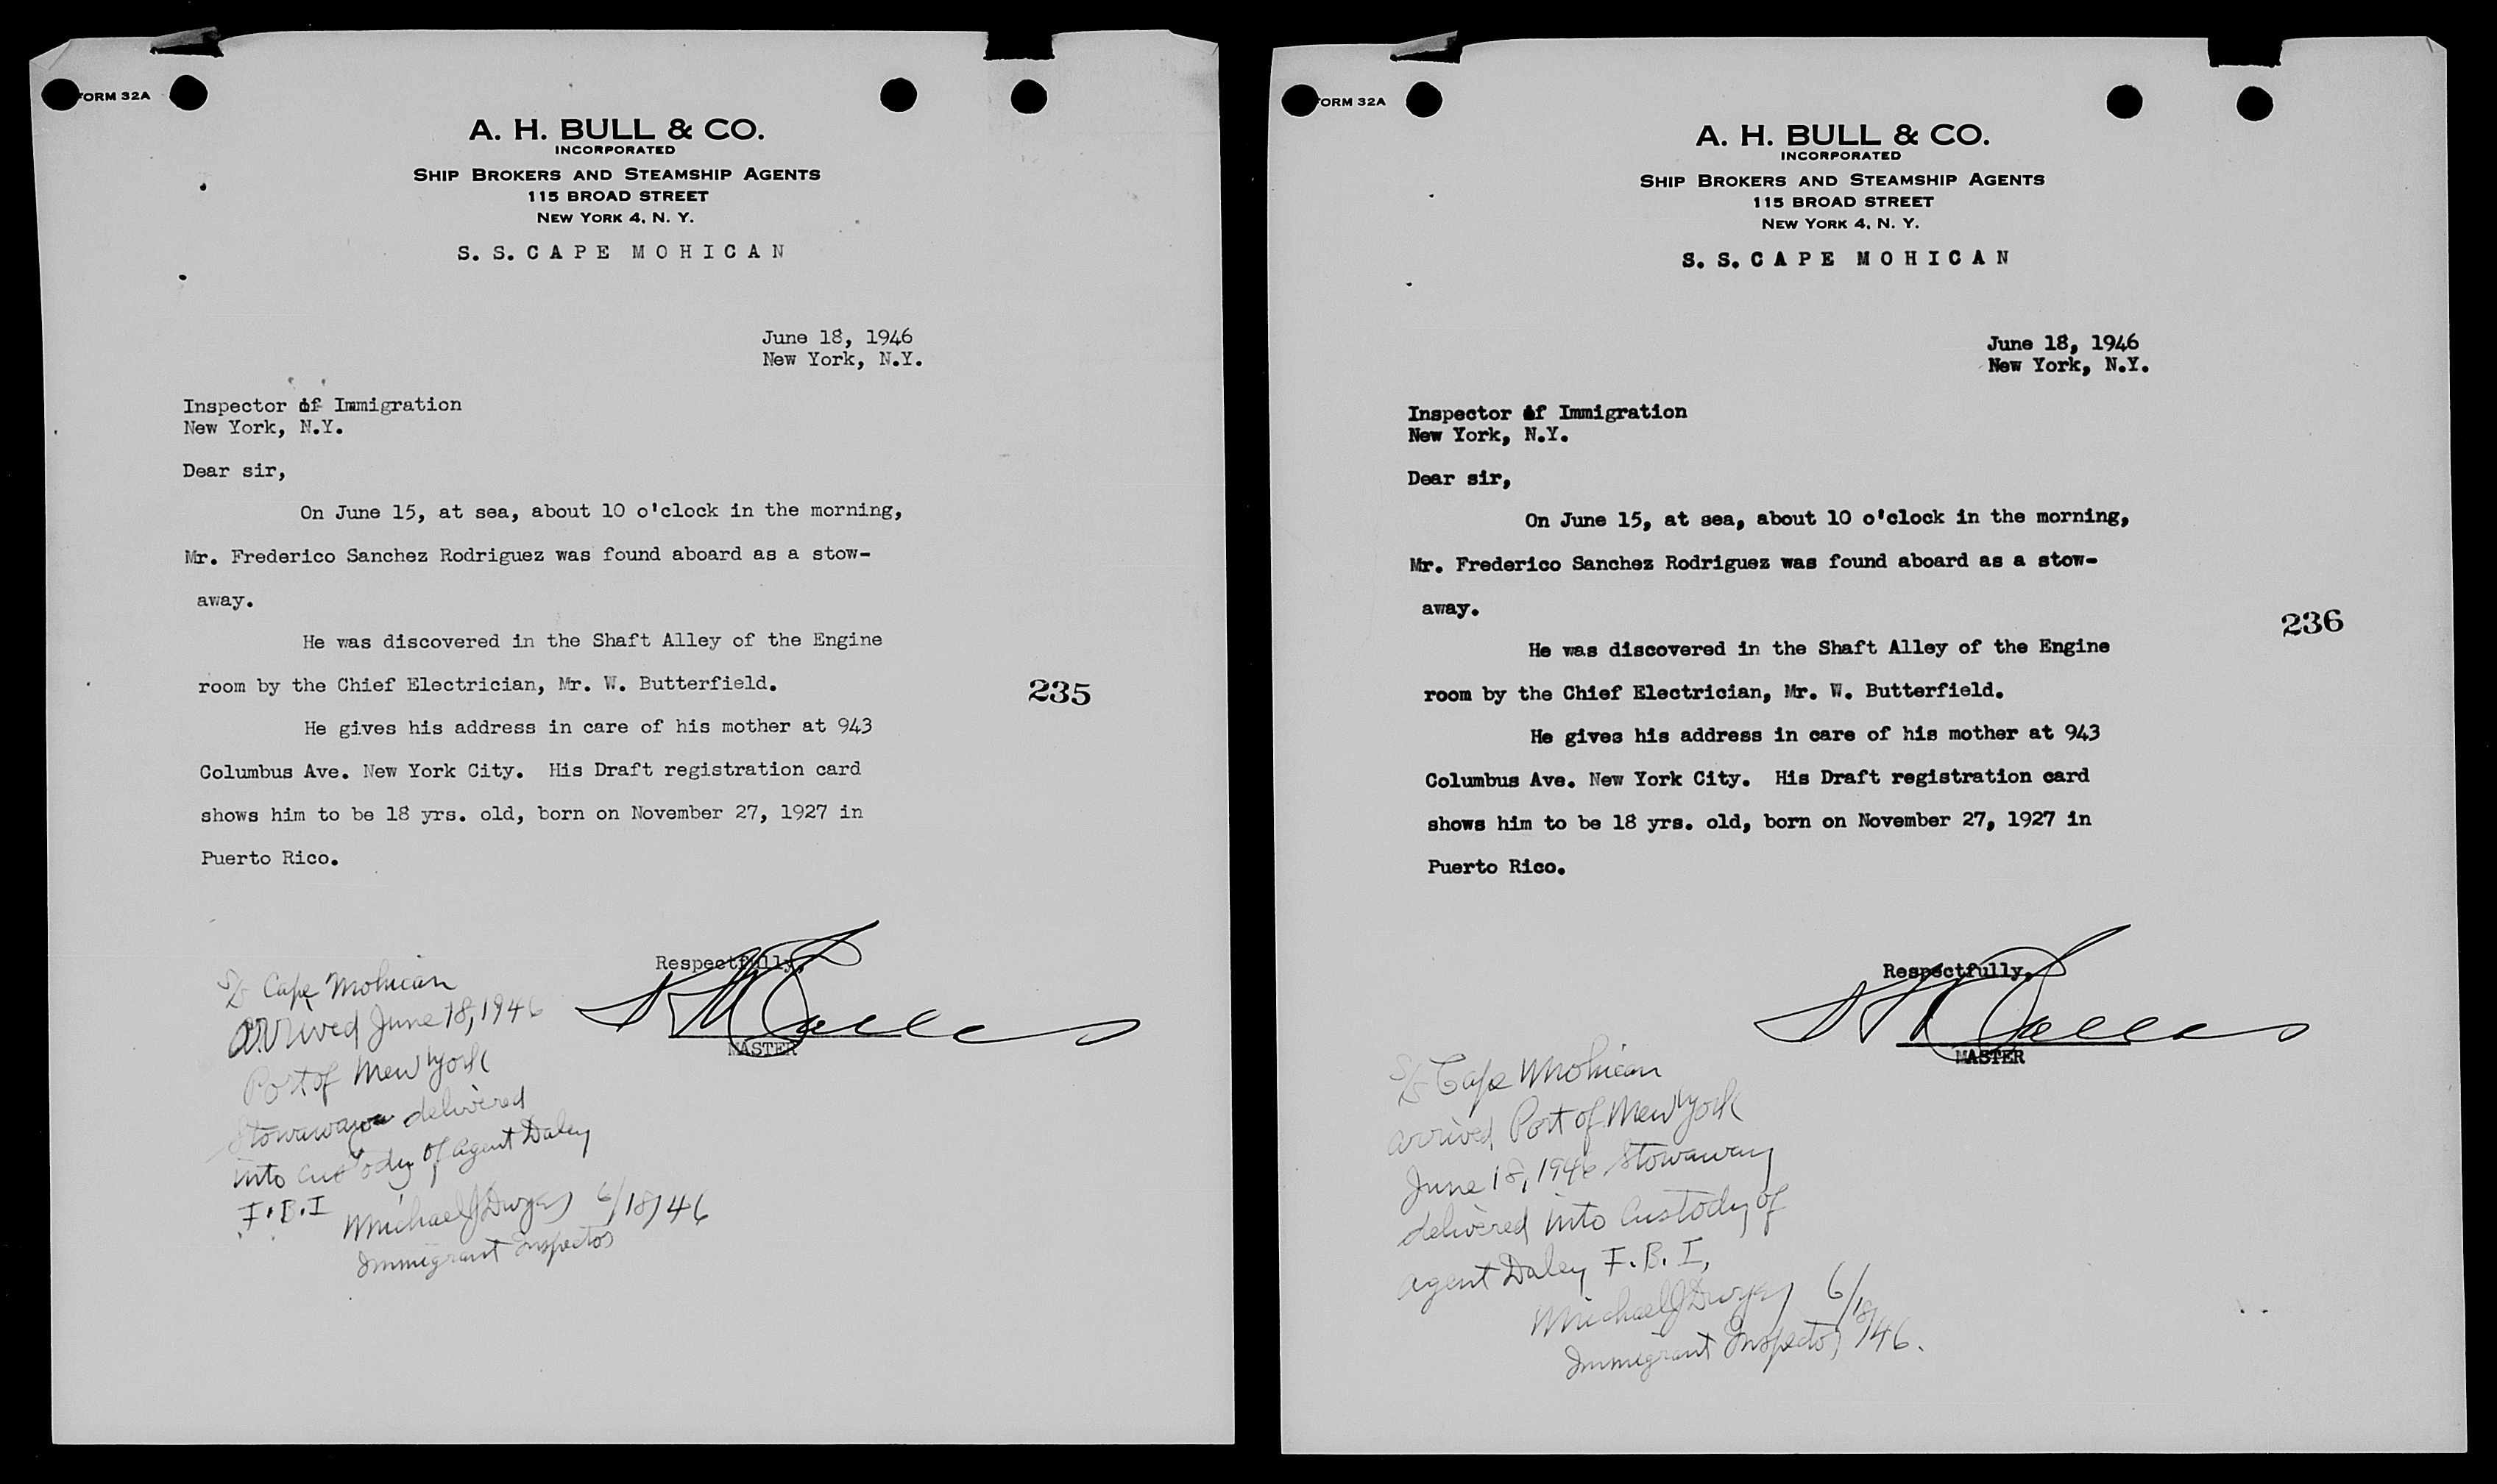 FORM 32A
A. H. BULL & CO.
INCORPORATED
SHIP BROKERS AND STEAMSHIP AGENTS
115 BROAD STREET
NEW YORK 4, N. Y.
S. S. CAPE MOHICAN
June 18, 1946
New York, N.Y.
Inspector of Immigration
New York, N.Y.
Dear sir,
On June 15, at sea, about 10 o'clock in the morning,
Mr. Frederico Sanchez Rodriguez was found aboard as a stow-
away.
He was discovered in the Shaft Alley of the Engine
room by the Chief Electrician, Mr. W. Butterfield.
235
He gives his address in care of his mother at 943
Columbus Ave. New York City. His Draft registration card
shows him to be 18 yrs. old, born on November 27, 1927 in
Puerto Rico.
Respectfully,
MASTER
S/S Cape Mohican
arrived June 18, 1946
Port of New York
Stowaway delivered
into custody of agent Daley
F.B.I
Michael J Dwyer 6/18/46
Immigrant Inspector
FORM 32A
A. H. BULL & CO.
INCORPORATED
SHIP BROKERS AND STEAMSHIP AGENTS
115 BROAD STREET
NEW YORK 4, N. Y.
S. S. CAPE MOHICAN
June 18, 1946
New York, N.Y.
Inspector of Immigration
New York, N.Y.
Dear sir,
On June 15, at sea, about 10 o'clock in the morning,
Mr. Frederico Sanchez Rodriguez was found aboard as a stow-
away.
236
He was discovered in the Shaft Alley of the Engine
room by the Chief Electrician, Mr. W. Butterfield.
He gives his address in care of his mother at 943
Columbus Ave. New York City. His Draft registration card
shows him to be 18 yrs. old, born on November 27, 1927 in
Puerto Rico.
Respectfully,
MASTER
S/S Cape Mohican
arrived Port of New York
June 18, 1946 Stowaway
delivered into Custody of
agent Daley F.B.I,
Michael J Dwyer 6/18/46.
Immigrant Inspector